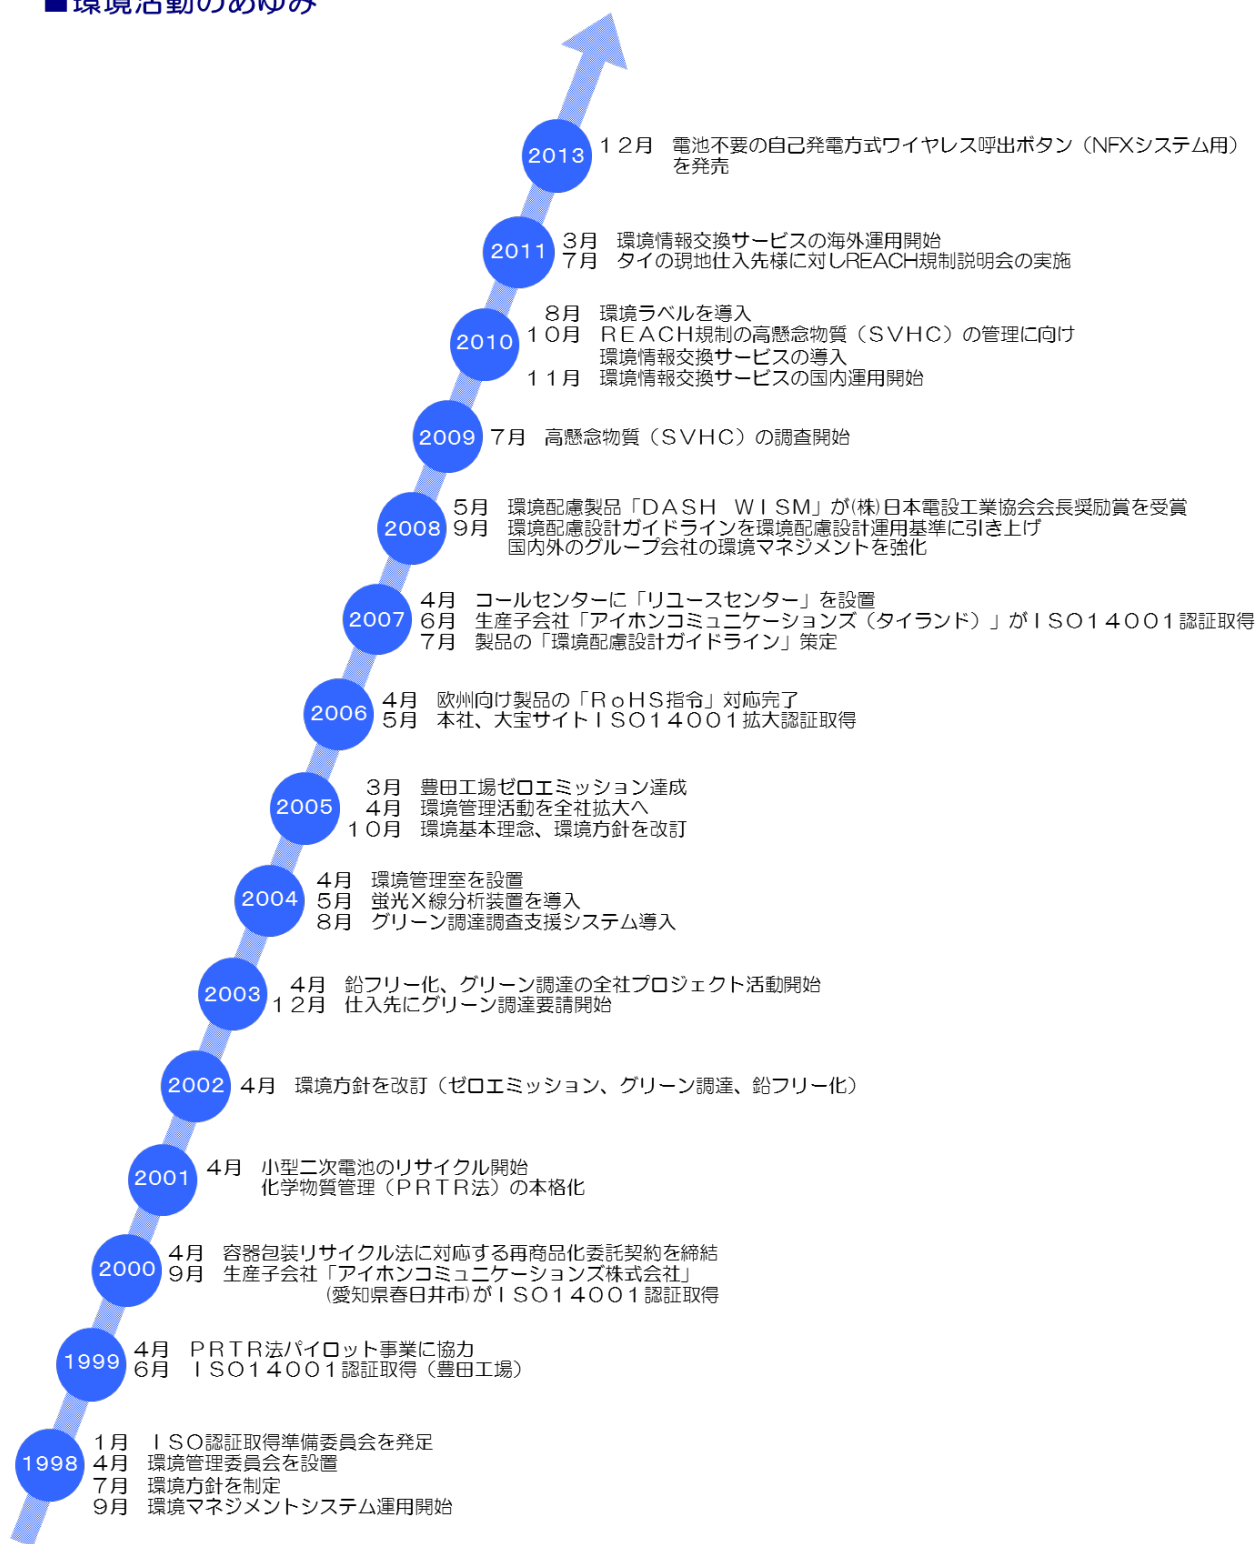 ■環境活動のあゆみ
2013
１２月　電池不要の自己発電方式ワイヤレス呼出ボタン（NFXシステム用）
を発売
2011
３月　環境情報交換サービスの海外運用開始
７月　タイの現地仕入先様に対しREACH規制説明会の実施
2010
８月　環境ラベルを導入
１０月　ＲＥＡＣＨ規制の高懸念物質（ＳＶＨＣ）の管理に向け
環境情報交換サービスの導入
１１月　環境情報交換サービスの国内運用開始
2009
７月　高懸念物質（ＳＶＨＣ）の調査開始
2008
５月　環境配慮製品「ＤＡＳＨ　ＷＩＳＭ」が(株)日本電設工業協会会長奨励賞を受賞
９月　環境配慮設計ガイドラインを環境配慮設計運用基準に引き上げ
国内外のグループ会社の環境マネジメントを強化
2007
４月　コールセンターに「リユースセンター」を設置
６月　生産子会社「アイホンコミュニケーションズ（タイランド）」がＩＳＯ１４００１認証取得
７月　製品の「環境配慮設計ガイドライン」策定
2006
４月　欧州向け製品の「ＲｏＨＳ指令」対応完了
５月　本社、大宝サイトＩＳＯ１４００１拡大認証取得
2005
３月　豊田工場ゼロエミッション達成
４月　環境管理活動を全社拡大へ
１０月　環境基本理念、環境方針を改訂
2004
４月　環境管理室を設置
５月　蛍光Ｘ線分析装置を導入
８月　グリーン調達調査支援システム導入
2003
４月　鉛フリー化、グリーン調達の全社プロジェクト活動開始
１２月　仕入先にグリーン調達要請開始
2002
４月　環境方針を改訂（ゼロエミッション、グリーン調達、鉛フリー化）
2001
４月　小型二次電池のリサイクル開始
化学物質管理（ＰＲＴＲ法）の本格化
2000
４月　容器包装リサイクル法に対応する再商品化委託契約を締結
９月　生産子会社「アイホンコミュニケーションズ株式会社」
(愛知県春日井市)がＩＳＯ１４００１認証取得
1999
４月　ＰＲＴＲ法パイロット事業に協力
６月　ＩＳＯ１４００１認証取得（豊田工場）
1998
１月　ＩＳＯ認証取得準備委員会を発足
４月　環境管理委員会を設置
７月　環境方針を制定
９月　環境マネジメントシステム運用開始